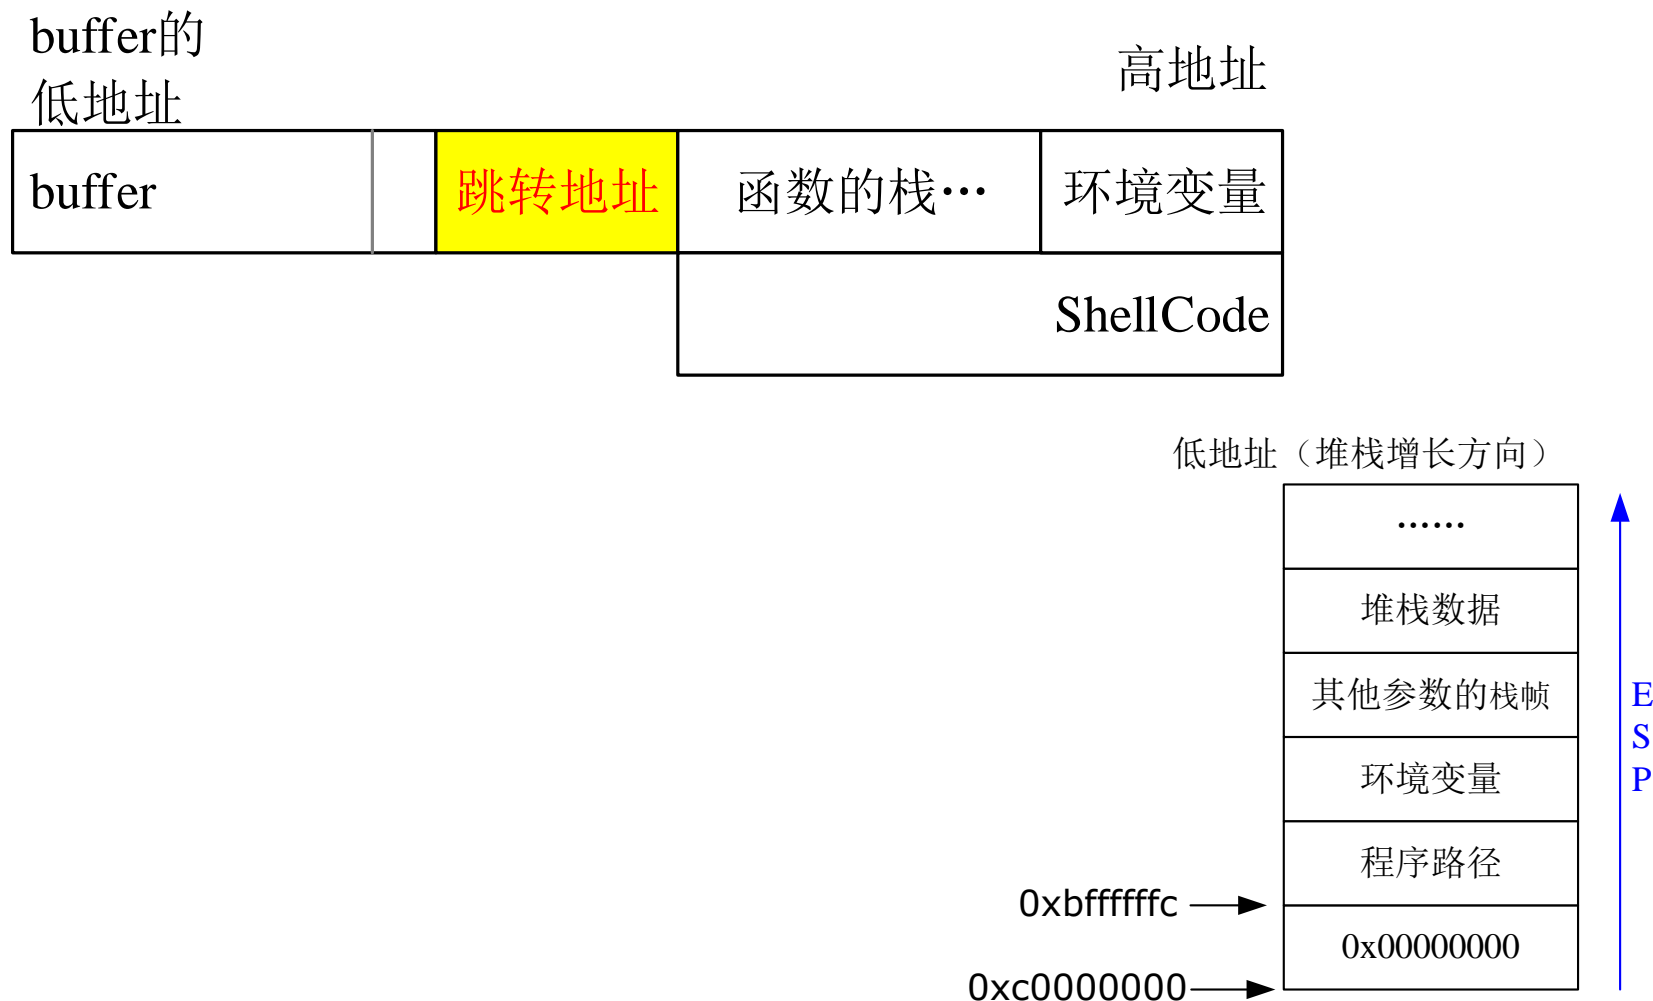 buffer的
低地址
高地址
buffer
跳转地址
函数的栈…
环境变量
ShellCode
低地址（堆栈增长方向）
……
堆栈数据
其他参数的栈帧
环境变量
程序路径
0x00000000
0xbffffffc
0xc0000000
E
S
P